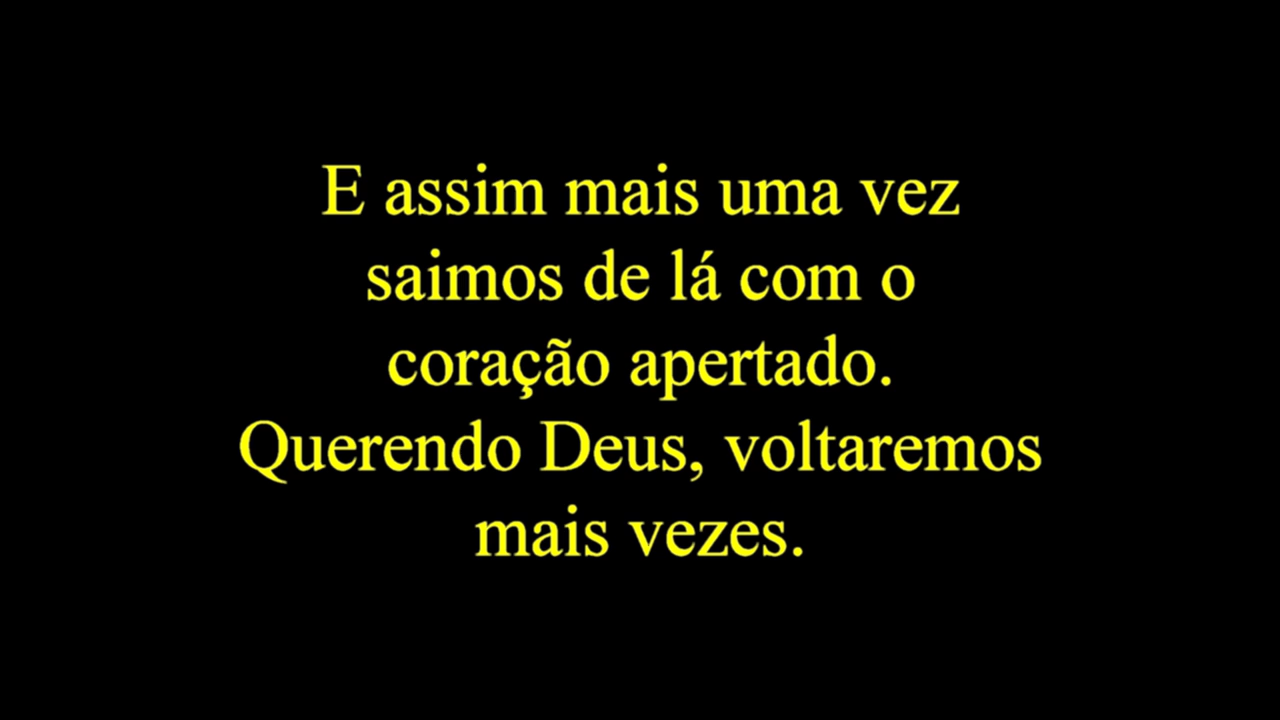 E assim mais uma vez
saimos de lá com o
coração apertado.
Querendo Deus, voltaremos
mais vezes.